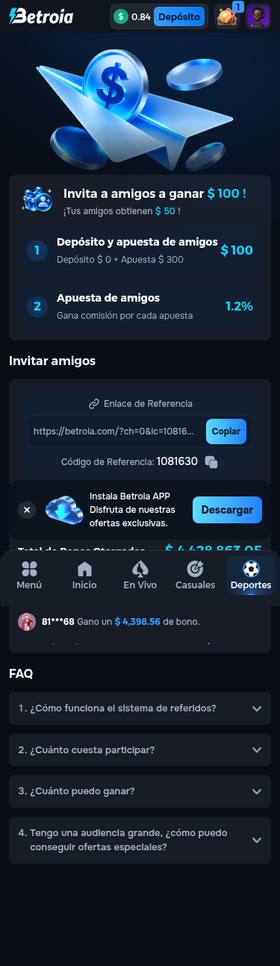 Betroia
$ 0.84 Depósito
1
Invita a amigos a ganar $ 100 !
¡Tus amigos obtienen $ 50 !
1 Depósito y apuesta de amigos $ 100
Depósito $ 0 + Apuesta $ 300
2 Apuesta de amigos 1.2%
Gana comisión por cada apuesta
Invitar amigos
Enlace de Referencia
https://betroia.com/?ch=0&ic=10816... Copiar
Código de Referencia: 1081630
Instala Betroia APP
Disfruta de nuestras
ofertas exclusivas.
Descargar
Menú
Inicio
En Vivo
Casuales
Deportes
81***68 Gano un $ 4,398.56 de bono.
FAQ
1. ¿Cómo funciona el sistema de referidos?
2. ¿Cuánto cuesta participar?
3. ¿Cuánto puedo ganar?
4. Tengo una audiencia grande, ¿cómo puedo
conseguir ofertas especiales?